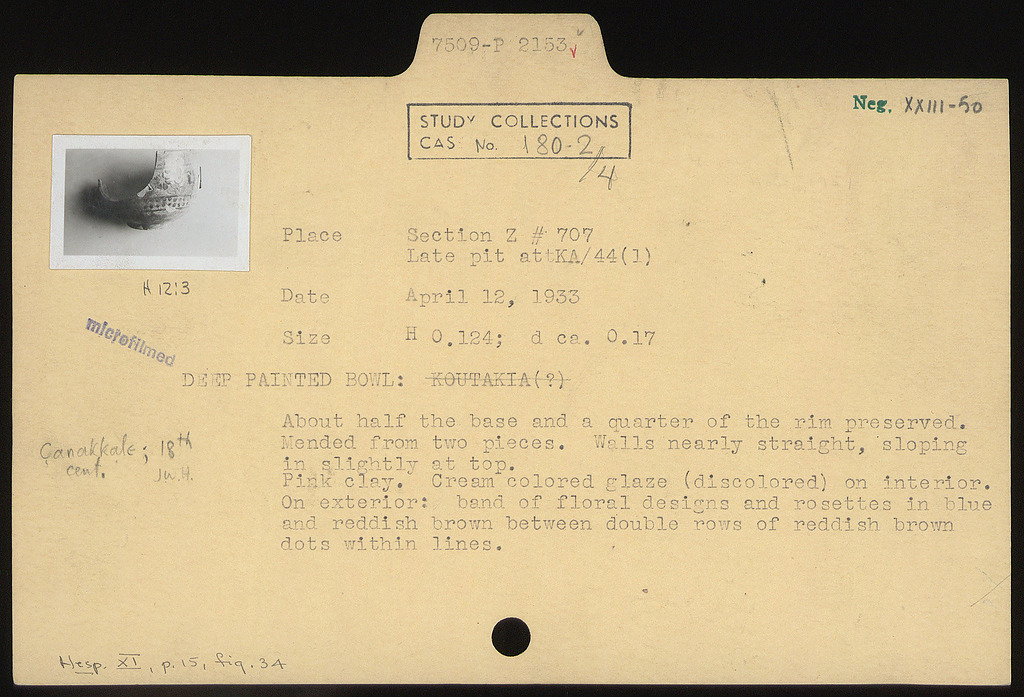 7509-P 2153
Neg. XXIII-50
STUDY COLLECTIONS
CAS No. 180-2/4
Place Section Z # 707
Late pit at KA/44(1)
H 12:3
Date April 12, 1933
microfilmed
Size H 0.124; d ca. 0.17
DEEP PAINTED BOWL: KOUTAKIA(?)
About half the base and a quarter of the rim preserved.
Mended from two pieces. Walls nearly straight, sloping
in slightly at top.
Pink clay. Cream colored glaze (discolored) on interior.
On exterior: band of floral designs and rosettes in blue
and reddish brown between double rows of reddish brown
dots within lines.
Çanakkale; 18th
cent. J.W.H.
Hesp. XI, p.15, fig. 34